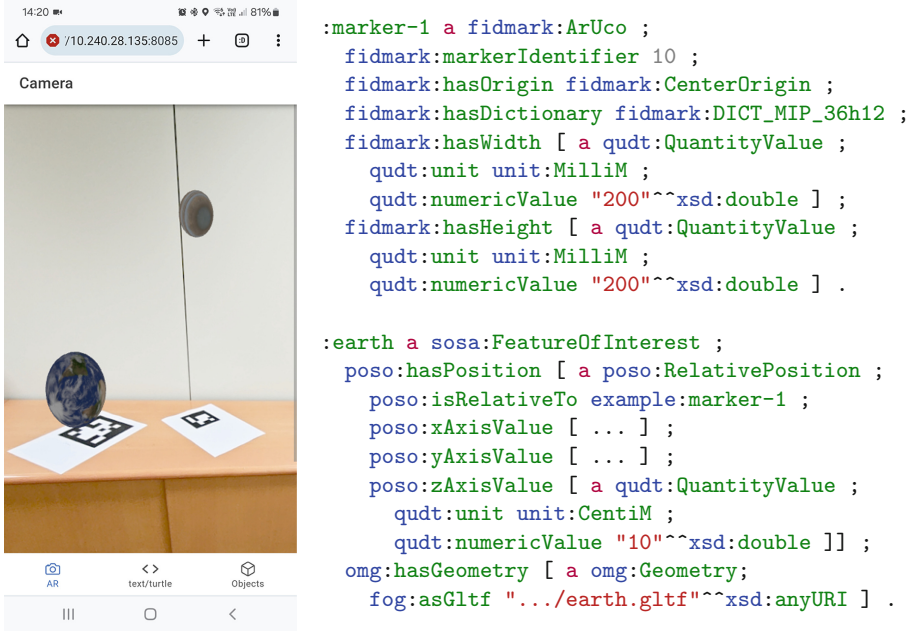 14:20
81%
/10.240.28.135:8085
:D
Camera
AR
text/turtle
Objects
:marker-1 a fidmark:ArUco ;
fidmark:markerIdentifier 10 ;
fidmark:hasOrigin fidmark:CenterOrigin ;
fidmark:hasDictionary fidmark:DICT_MIP_36h12 ;
fidmark:hasWidth [ a qudt:QuantityValue ;
qudt:unit unit:MilliM ;
qudt:numericValue "200"^^xsd:double ] ;
fidmark:hasHeight [ a qudt:QuantityValue ;
qudt:unit unit:MilliM ;
qudt:numericValue "200"^^xsd:double ] .
:earth a sosa:FeatureOfInterest ;
poso:hasPosition [ a poso:RelativePosition ;
poso:isRelativeTo example:marker-1 ;
poso:xAxisValue [ ... ] ;
poso:yAxisValue [ ... ] ;
poso:zAxisValue [ a qudt:QuantityValue ;
qudt:unit unit:CentiM ;
qudt:numericValue "10"^^xsd:double ]] ;
omg:hasGeometry [ a omg:Geometry;
fog:asGltf ".../earth.gltf"^^xsd:anyURI ] .